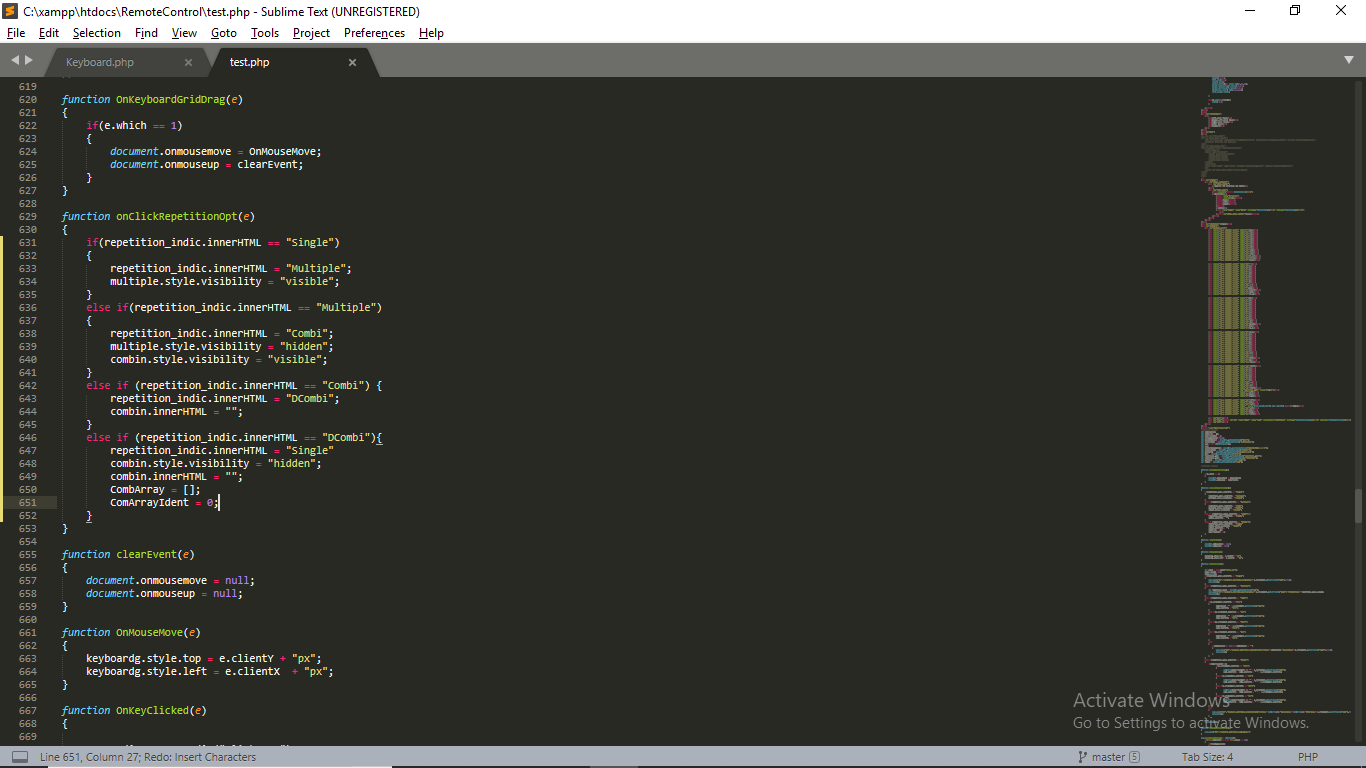 C:\xampp\htdocs\RemoteControl\test.php - Sublime Text (UNREGISTERED)
File Edit Selection Find View Goto Tools Project Preferences Help
Keyboard.php × test.php ×
619
620 function OnKeyboardGridDrag(e)
621 {
622 if(e.which == 1)
623 {
624 document.onmousemove = OnMouseMove;
625 document.onmouseup = clearEvent;
626 }
627 }
628
629 function onClickRepetitionOpt(e)
630 {
631 if(repetition_indic.innerHTML == "Single")
632 {
633 repetition_indic.innerHTML = "Multiple";
634 multiple.style.visibility = "visible";
635 }
636 else if(repetition_indic.innerHTML == "Multiple")
637 {
638 repetition_indic.innerHTML = "Combi";
639 multiple.style.visibility = "hidden";
640 combin.style.visibility = "visible";
641 }
642 else if (repetition_indic.innerHTML == "Combi") {
643 repetition_indic.innerHTML = "DCombi";
644 combin.innerHTML = "";
645 }
646 else if (repetition_indic.innerHTML == "DCombi"){
647 repetition_indic.innerHTML = "Single"
648 combin.style.visibility = "hidden";
649 combin.innerHTML = "";
650 CombArray = [];
651 ComArrayIdent = 0;
652 }
653 }
654
655 function clearEvent(e)
656 {
657 document.onmousemove = null;
658 document.onmouseup = null;
659 }
660
661 function OnMouseMove(e)
662 {
663 keyboardg.style.top = e.clientY + "px";
664 keyboardg.style.left = e.clientX  + "px";
665 }
666
667 function OnKeyClicked(e)
668 {
669
Activate Windows
Go to Settings to activate Windows.
Line 651, Column 27; Redo: Insert Characters master 5 Tab Size: 4 PHP